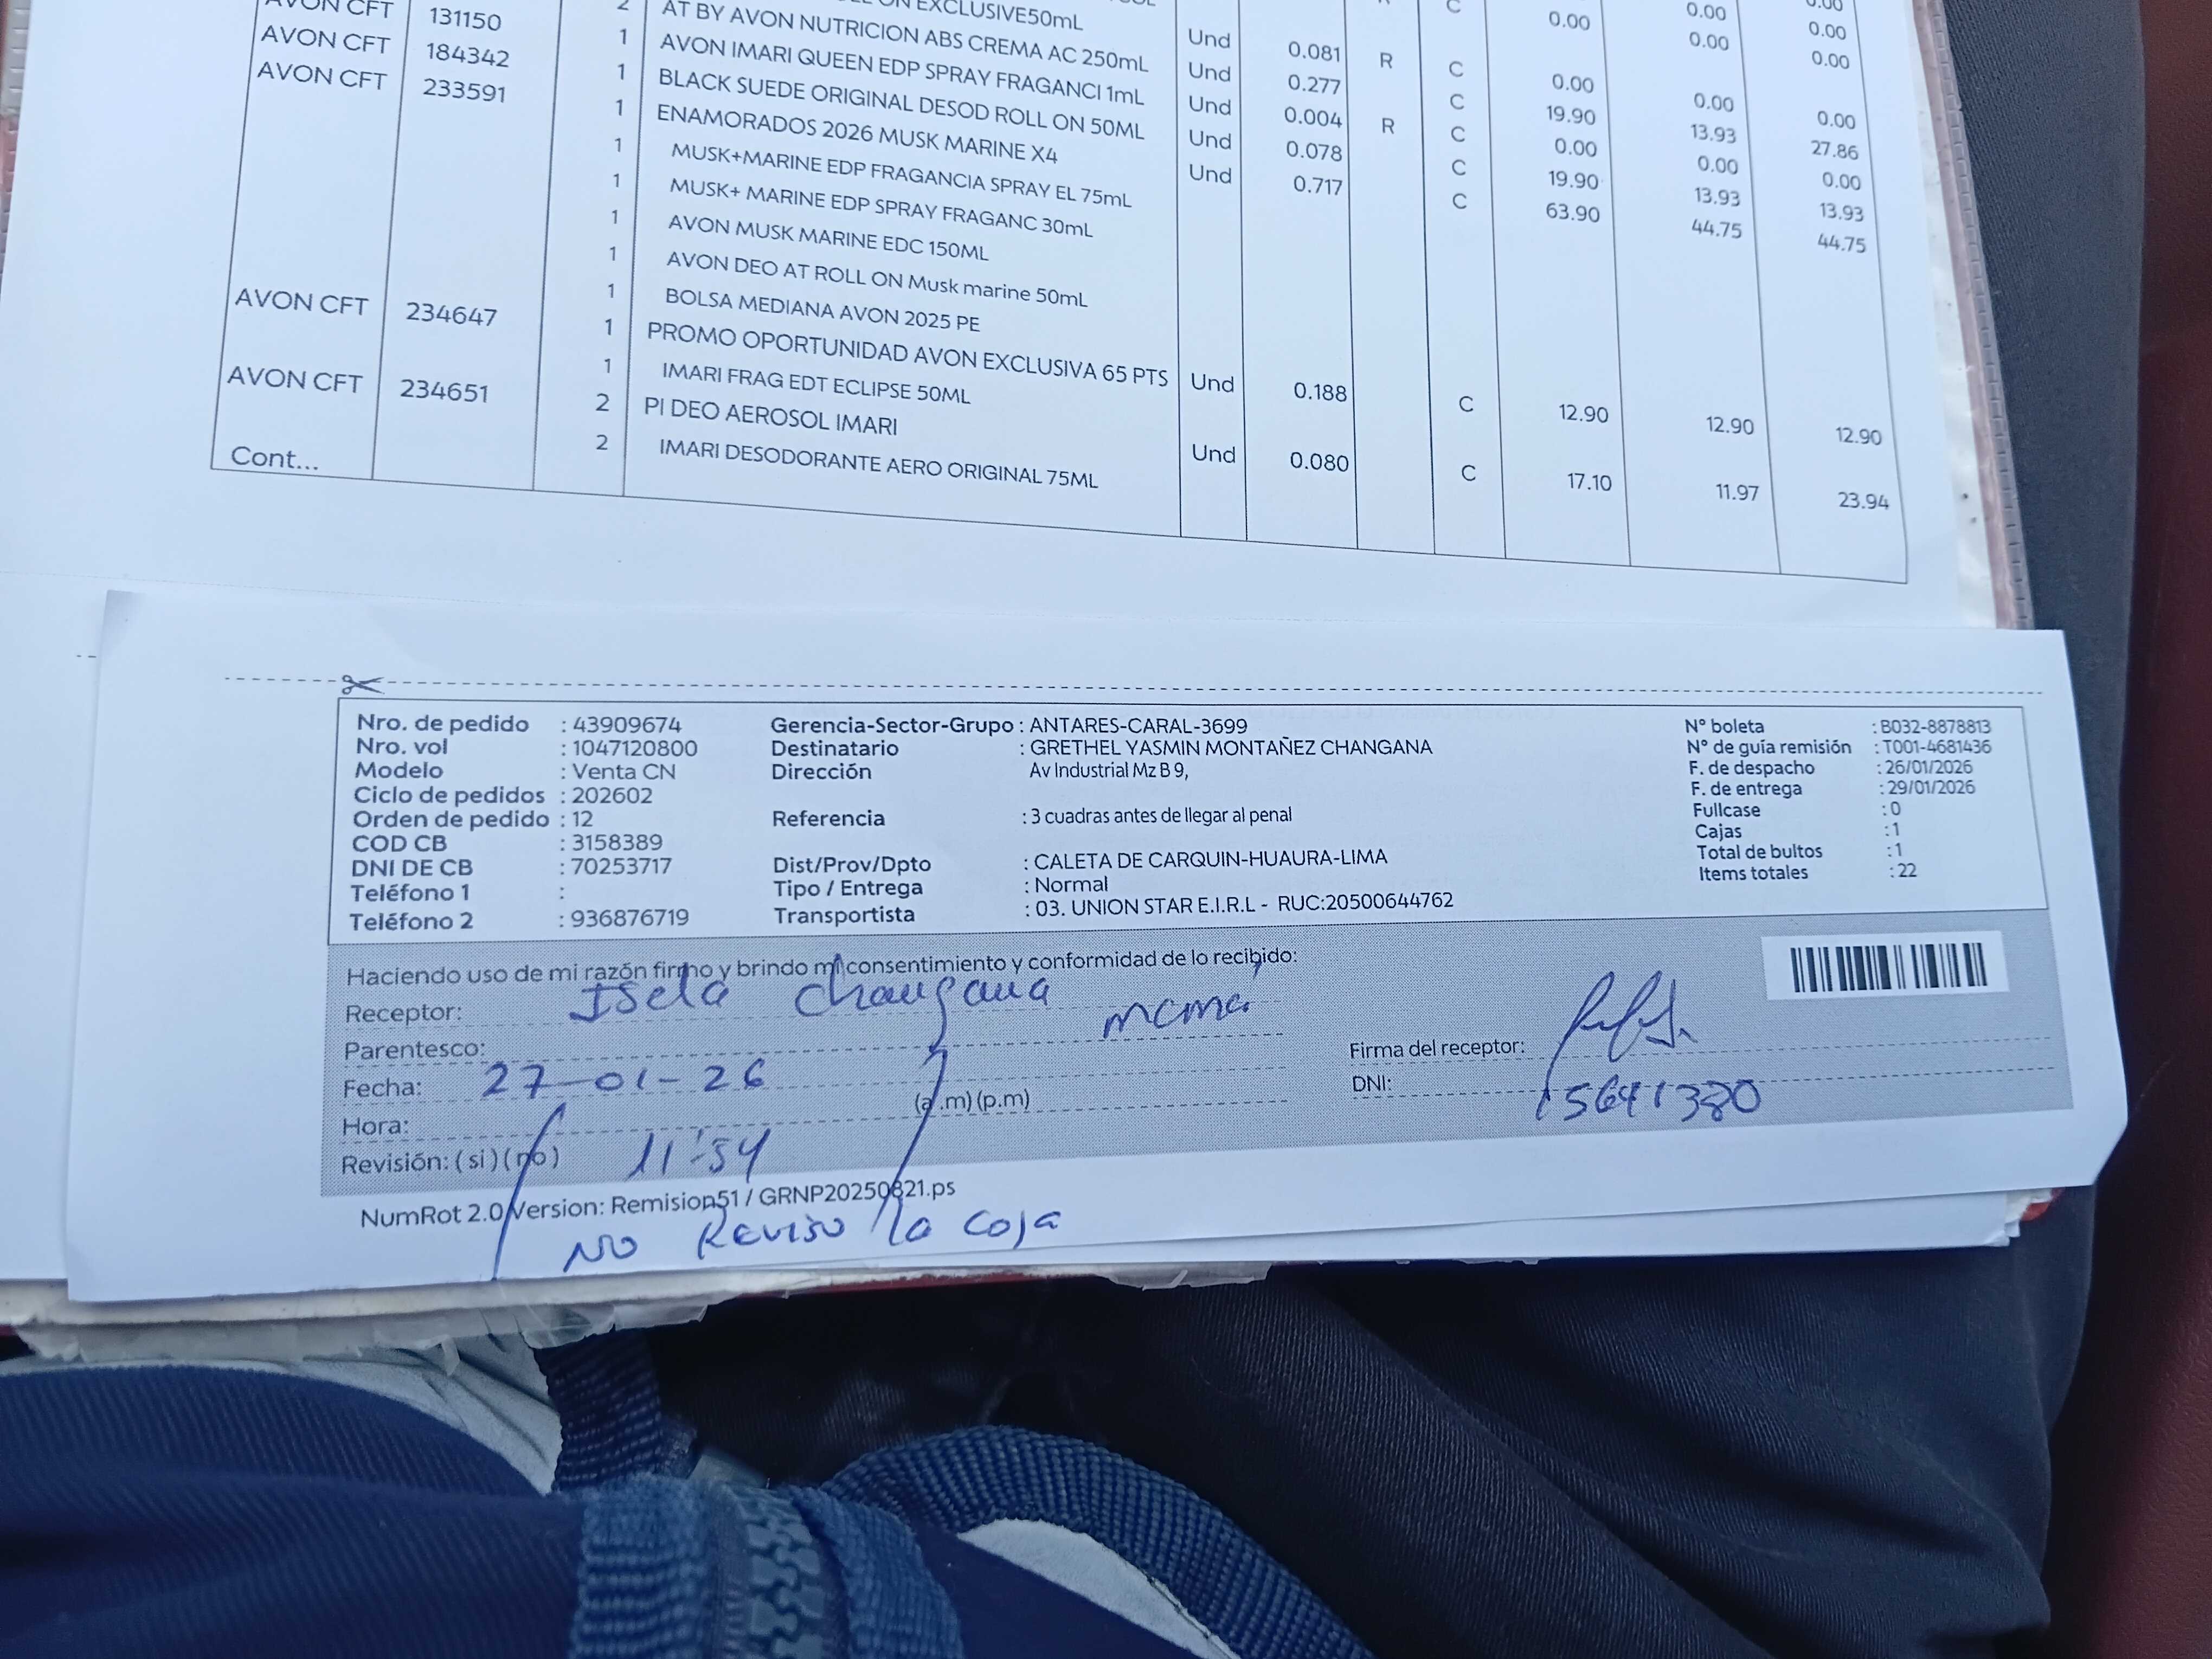 EXCLUSIVE50mL 0.00 0.00 0.00
AVON CFT 131150 2 AT BY AVON NUTRICION ABS CREMA AC 250mL Und 0.081 R C 0.00 0.00 0.00
AVON CFT 184342 1 AVON IMARI QUEEN EDP SPRAY FRAGANCI 1mL Und 0.277 C 19.90 13.93 27.86
AVON CFT 233591 1 BLACK SUEDE ORIGINAL DESOD ROLL ON 50ML Und 0.004 R C 0.00 0.00 0.00
1 ENAMORADOS 2026 MUSK MARINE X4 Und 0.078 C 19.90 13.93 13.93
1 MUSK+MARINE EDP FRAGANCIA SPRAY EL 75mL Und 0.717 C 63.90 44.75 44.75
1 MUSK+ MARINE EDP SPRAY FRAGANC 30mL
1 AVON MUSK MARINE EDC 150ML
1 AVON DEO AT ROLL ON Musk marine 50mL
1 BOLSA MEDIANA AVON 2025 PE
AVON CFT 234647 1 PROMO OPORTUNIDAD AVON EXCLUSIVA 65 PTS Und 0.188 C 12.90 12.90 12.90
1 IMARI FRAG EDT ECLIPSE 50ML
AVON CFT 234651 2 PI DEO AEROSOL IMARI Und 0.080 C 17.10 11.97 23.94
2 IMARI DESODORANTE AERO ORIGINAL 75ML
Cont...
Nro. de pedido : 43909674 Gerencia-Sector-Grupo : ANTARES-CARAL-3699 N° boleta : B032-8878813
Nro. vol : 1047120800 Destinatario : GRETHEL YASMIN MONTAÑEZ CHANGANA N° de guía remisión : T001-4681436
Modelo : Venta CN Dirección Av Industrial Mz B 9, F. de despacho : 26/01/2026
Ciclo de pedidos : 202602 F. de entrega : 29/01/2026
Orden de pedido : 12 Referencia : 3 cuadras antes de llegar al penal Fullcase : 0
COD CB : 3158389 Cajas : 1
DNI DE CB : 70253717 Dist/Prov/Dpto : CALETA DE CARQUIN-HUAURA-LIMA Total de bultos : 1
Teléfono 1 : Tipo / Entrega : Normal Items totales : 22
Teléfono 2 : 936876719 Transportista : 03. UNION STAR E.I.R.L - RUC:20500644762
Haciendo uso de mi razón firmo y brindo mi consentimiento y conformidad de lo recibido:
Receptor: Isela Changana
Parentesco: mama
Firma del receptor:
Fecha: 27-01-26
DNI: 15641380
Hora: (a.m) (p.m)
Revisión: (si) (no) 11:54
NumRot 2.0 Version: Remision51 / GRNP20250821.ps
NO Reviso la caja